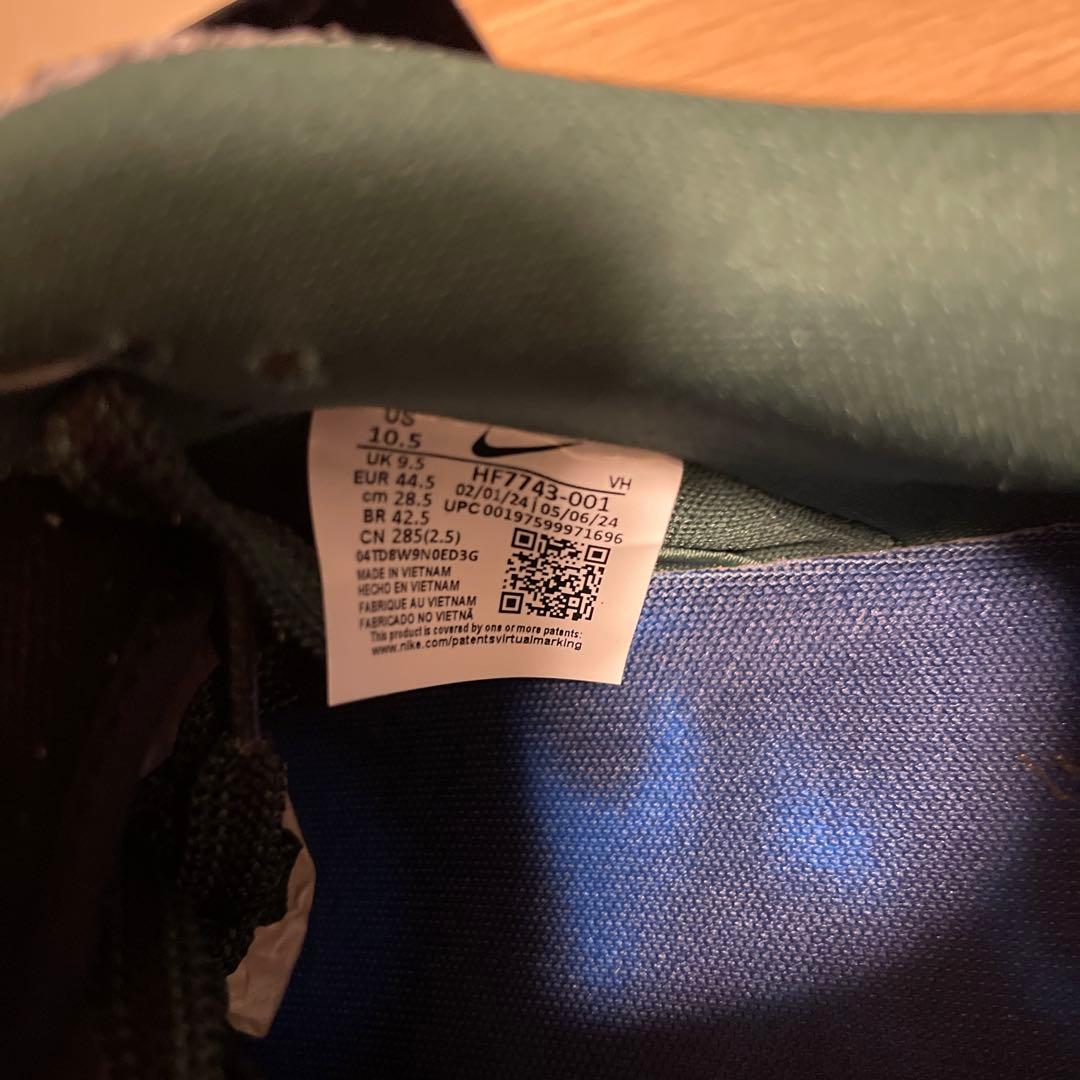 US
10.5
UK 9.5
EUR 44.5
cm 28.5
BR 42.5
CN 285(2.5)
04TD8W9N0ED3G
MADE IN VIETNAM
HECHO EN VIETNAM
FABRIQUE AU VIETNAM
FABRICADO NO VIETNÃ
This product is covered by one or more patents:
www.nike.com/patentsvirtualmarking
VH
HF7743-001
02/01/24 | 05/06/24
UPC 00197599971696